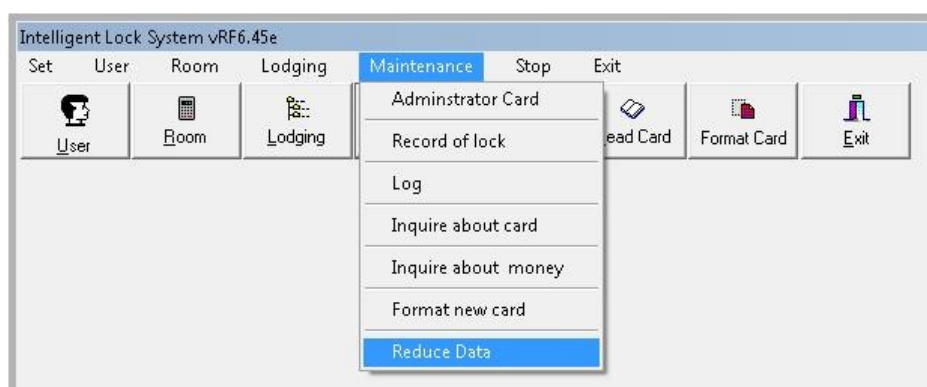 Intelligent Lock System vRF6.45e
Set User Room Lodging Maintenance Stop Exit
User Room Lodging ead Card Format Card Exit
Adminstrator Card
Record of lock
Log
Inquire about card
Inquire about money
Format new card
Reduce Data